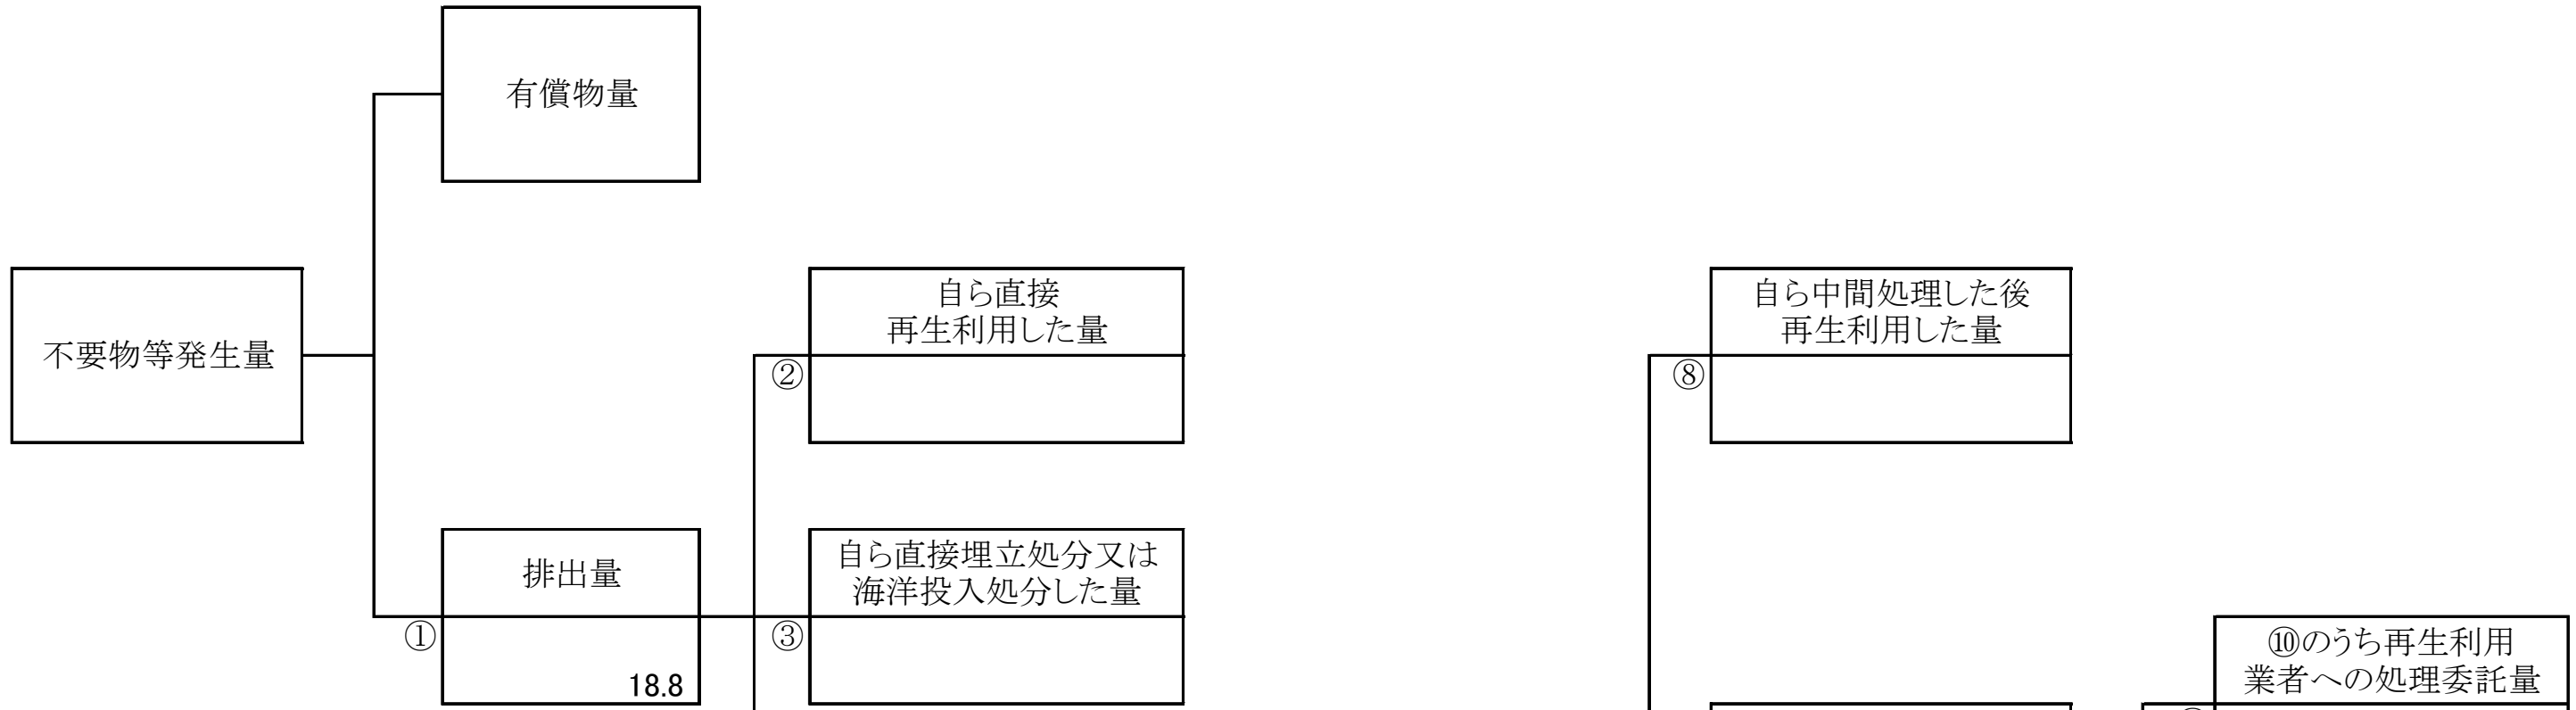 有償物量
不要物等発生量
自ら直接
再生利用した量
②
自ら中間処理した後
再生利用した量
⑧
排出量
①
18.8
自ら直接埋立処分又は
海洋投入処分した量
③
⑩のうち再生利用
業者への処理委託量